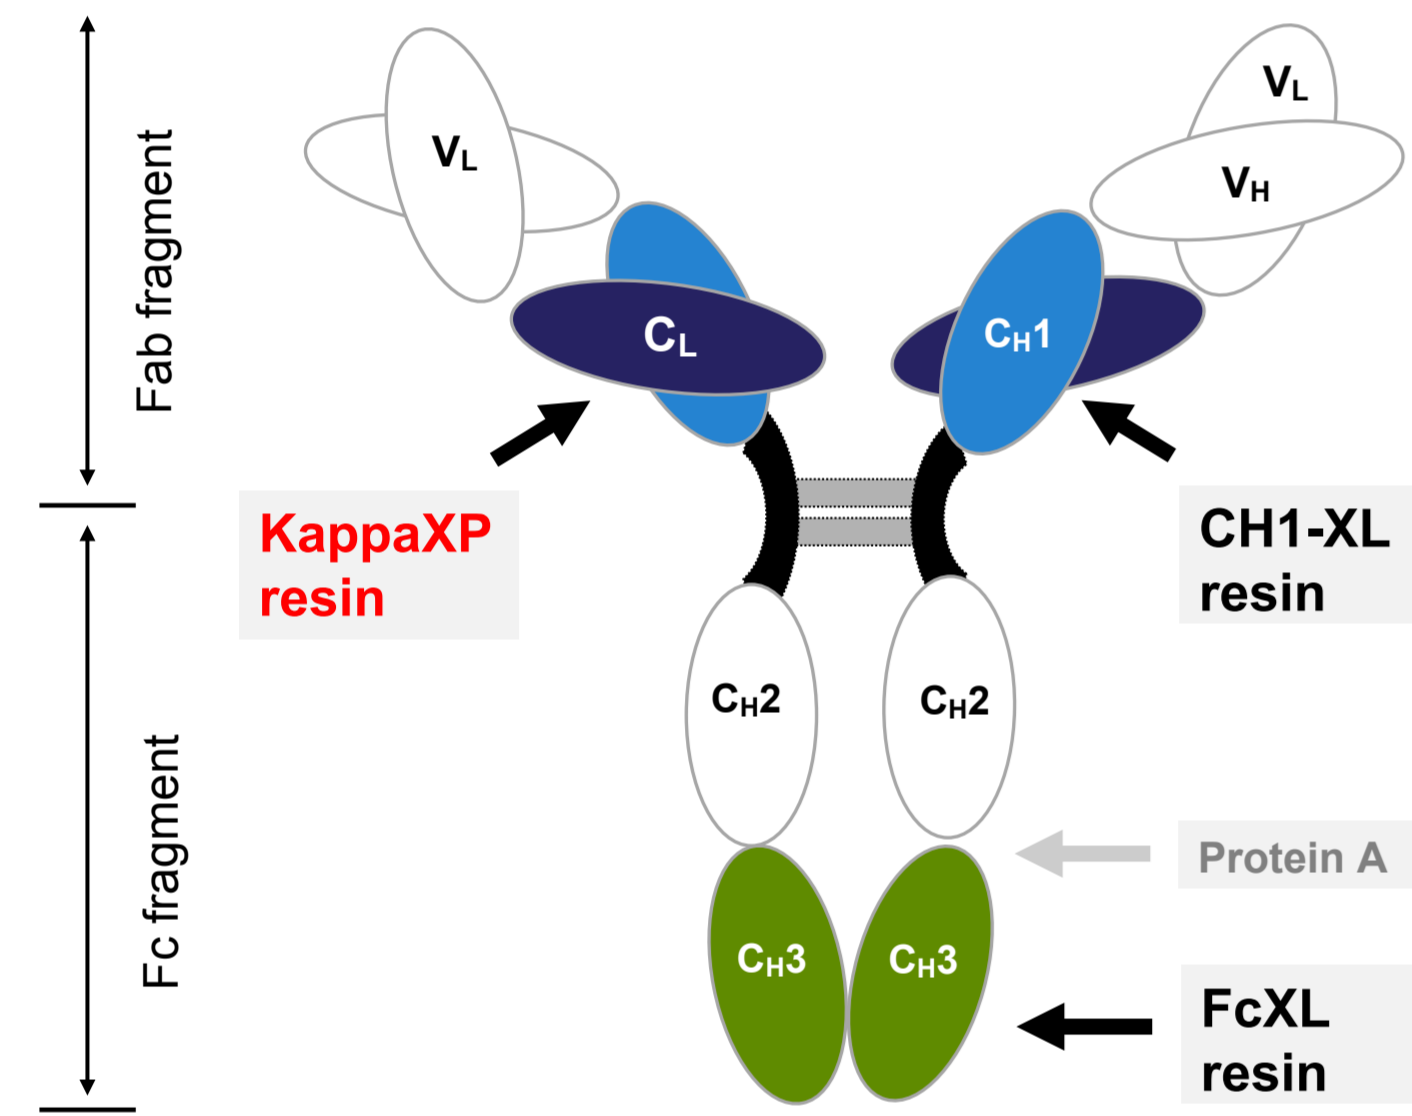 Fab fragment
Fc fragment
VL
VL
VH
CL
CH1
KappaXP
resin
CH1-XL
resin
CH2
CH2
Protein A
CH3
CH3
FcXL
resin